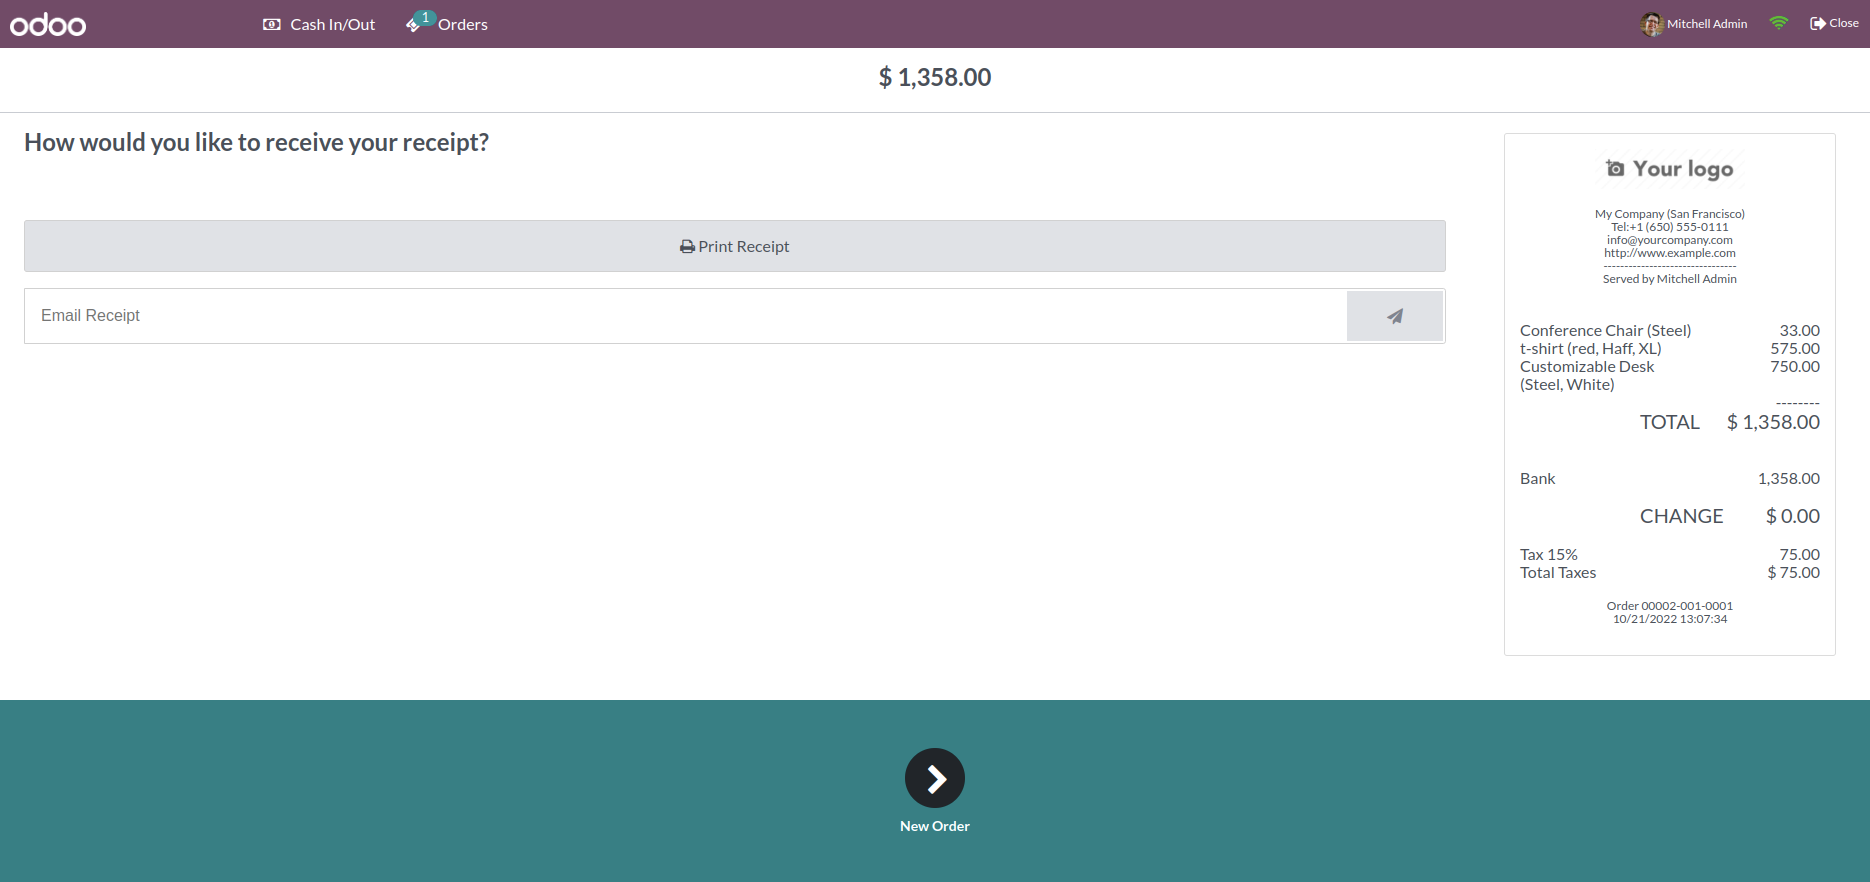 odoo
Cash In/Out
1
Orders
Mitchell Admin
Close
$ 1,358.00
How would you like to receive your receipt?
Print Receipt
Email Receipt
Your logo
My Company (San Francisco)
Tel:+1 (650) 555-0111
info@yourcompany.com
http://www.example.com
--------------------------------
Served by Mitchell Admin
Conference Chair (Steel) 33.00
t-shirt (red, Haff, XL) 575.00
Customizable Desk 750.00
(Steel, White)
--------
TOTAL $ 1,358.00
Bank 1,358.00
CHANGE $ 0.00
Tax 15% 75.00
Total Taxes $ 75.00
Order 00002-001-0001
10/21/2022 13:07:34
New Order